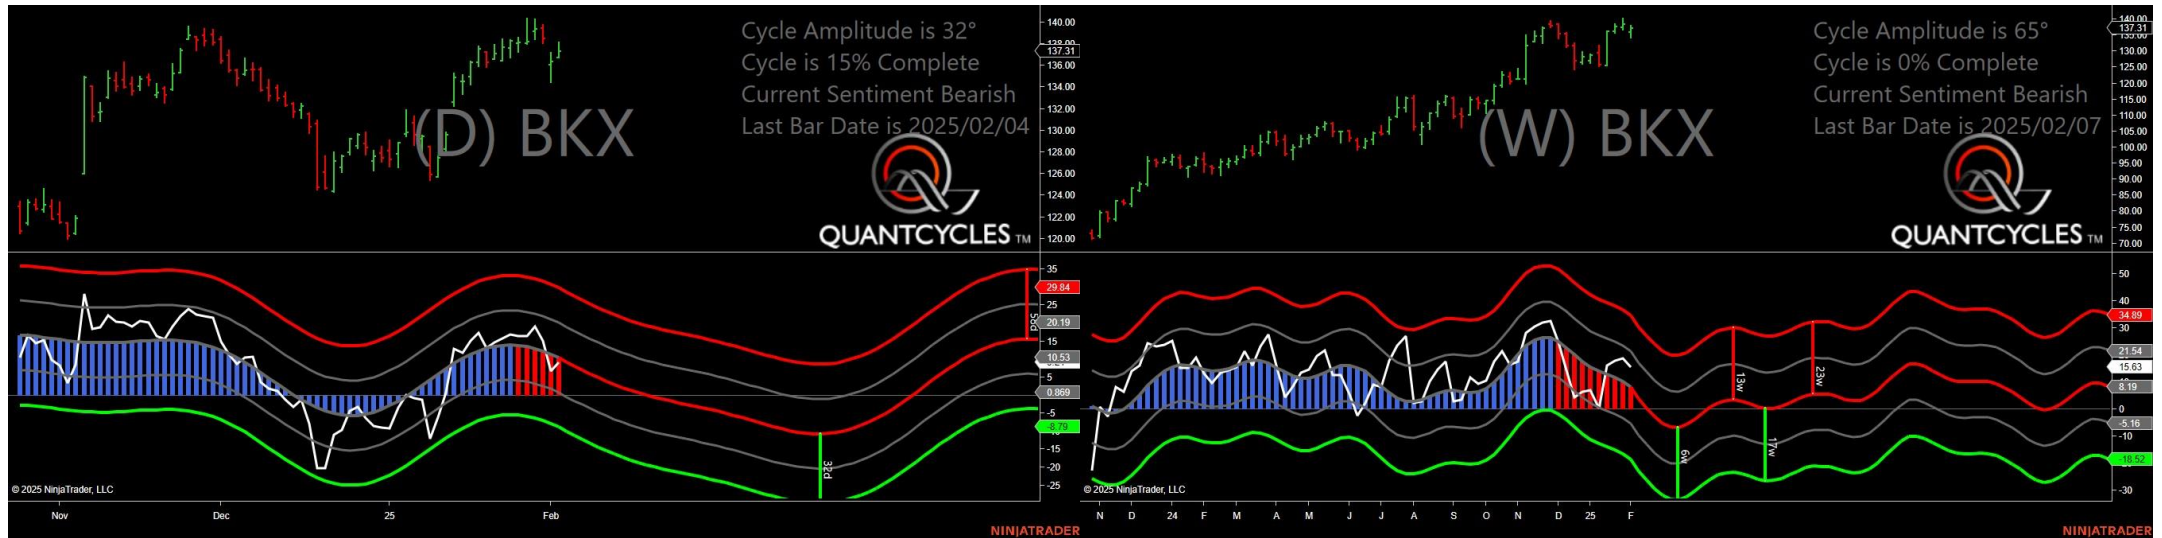 Cycle Amplitude is 32°
Cycle is 15% Complete
Current Sentiment Bearish
Last Bar Date is 2025/02/04
(D) BKX
QUANTCYCLES TM
140.00
138.00
137.31
136.00
134.00
132.00
130.00
128.00
126.00
124.00
122.00
120.00
35
29.84
25
20.19
15
10.53
5
0.869
-5
-8.79
-15
-20
-25
58d
32d
© 2025 NinjaTrader, LLC
Nov
Dec
25
Feb
NINJATRADER
Cycle Amplitude is 65°
Cycle is 0% Complete
Current Sentiment Bearish
Last Bar Date is 2025/02/07
(W) BKX
QUANTCYCLES TM
140.00
137.31
135.00
130.00
125.00
120.00
115.00
110.00
105.00
100.00
95.00
90.00
85.00
80.00
75.00
70.00
50
40
34.89
30
21.54
15.63
8.19
0
-5.16
-10
-18.52
-30
13w
23w
6w
17w
© 2025 NinjaTrader, LLC
N
D
24
F
M
A
M
J
J
A
S
O
N
D
25
F
NINJATRADER